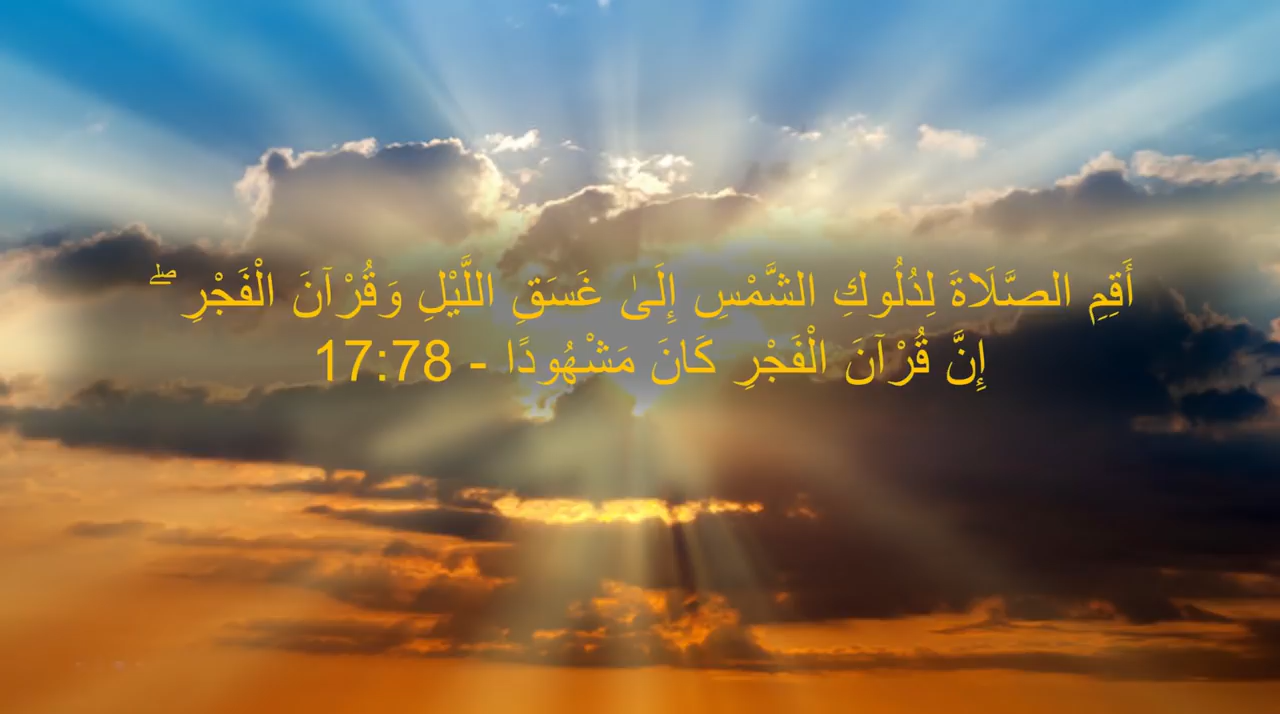 أَقِمِ الصَّلَاةَ لِدُلُوكِ الشَّمْسِ إِلَىٰ غَسَقِ اللَّيْلِ وَقُرْآنَ الْفَجْرِ ۖ
إِنَّ قُرْآنَ الْفَجْرِ كَانَ مَشْهُودًا - 17:78